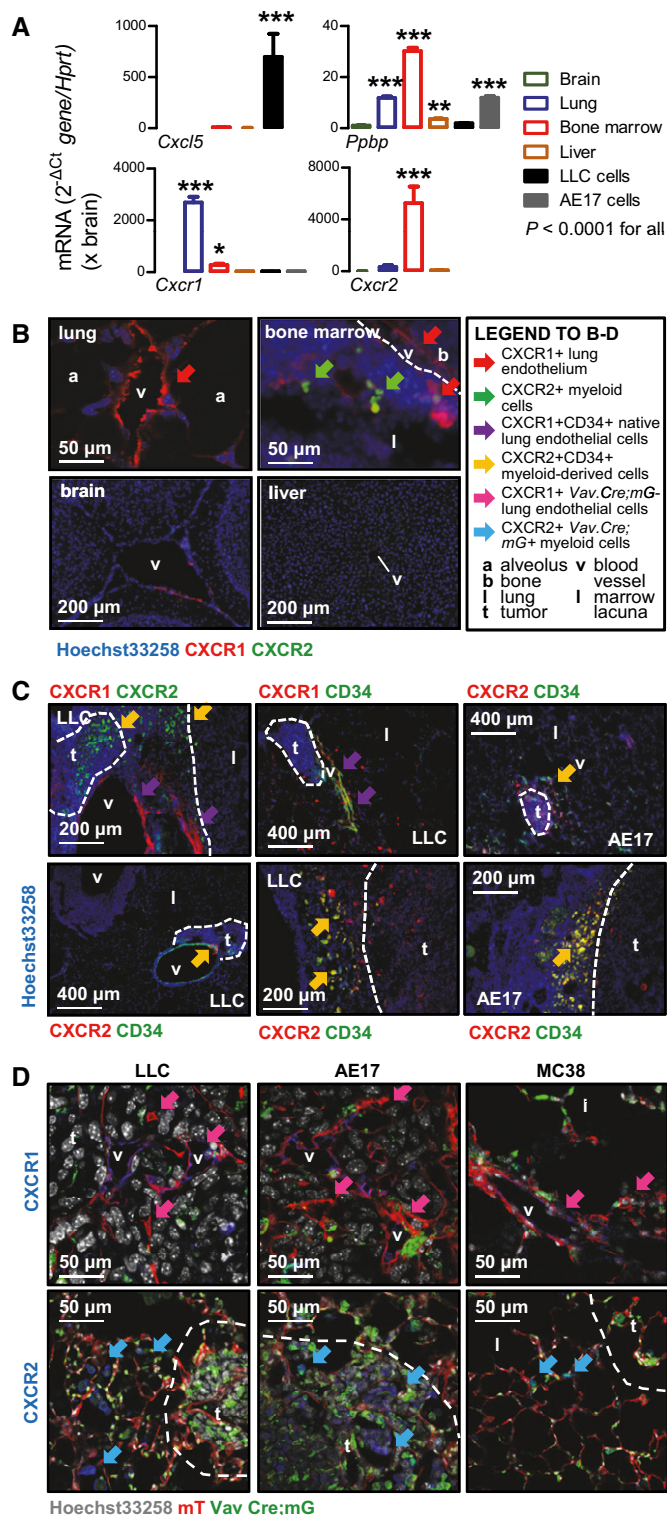 A
mRNA (2^-ΔCt gene/Hprt)
(x brain)
1000
500
0
***
Cxcl5
40
20
0
***
***
**
***
Ppbp
4000
2000
0
***
*
Cxcr1
8000
4000
0
***
Cxcr2
Brain
Lung
Bone marrow
Liver
LLC cells
AE17 cells
P < 0.0001 for all
B
lung
a
v
a
50 µm
bone marrow
v
b
l
50 µm
brain
v
200 µm
liver
v
200 µm
Hoechst33258 CXCR1 CXCR2
LEGEND TO B-D
CXCR1+ lung
endothelium
CXCR2+ myeloid
cells
CXCR1+CD34+ native
lung endothelial cells
CXCR2+CD34+
myeloid-derived cells
CXCR1+ Vav.Cre;mG-
lung endothelial cells
CXCR2+ Vav.Cre;
mG+ myeloid cells
a alveolus v blood
b bone vessel
l lung l marrow
t tumor lacuna
C
CXCR1 CXCR2
LLC
t
l
v
200 µm
CXCR1 CD34
l
t
v
400 µm
LLC
CXCR2 CD34
400 µm
l
v
t
AE17
Hoechst33258
v
l
t
v
400 µm
LLC
CXCR2 CD34
LLC
t
200 µm
CXCR2 CD34
200 µm
t
AE17
CXCR2 CD34
D
LLC
AE17
MC38
CXCR1
t
v
v
50 µm
v
v
50 µm
l
v
50 µm
CXCR2
50 µm
t
50 µm
t
50 µm
l
t
Hoechst33258 mT Vav Cre;mG